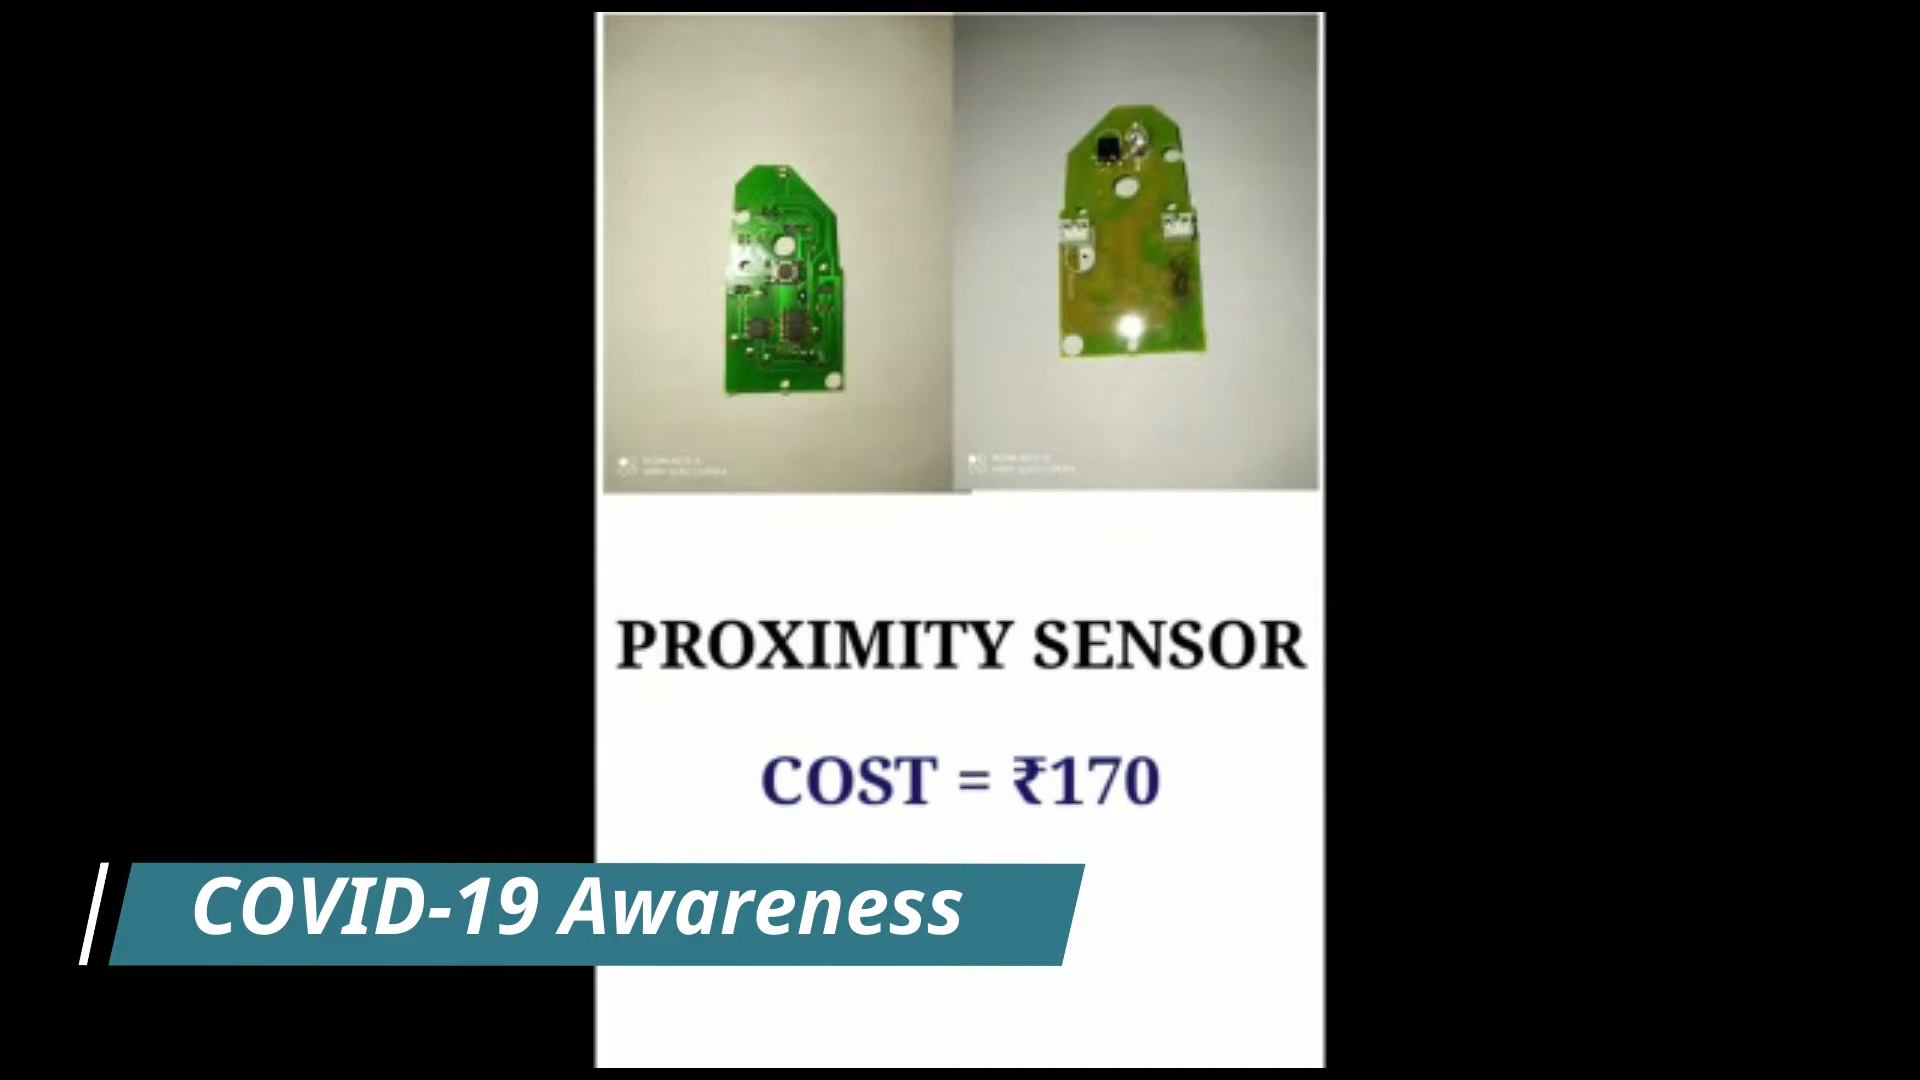 PROXIMITY SENSOR
COST = ₹170
COVID-19 Awareness